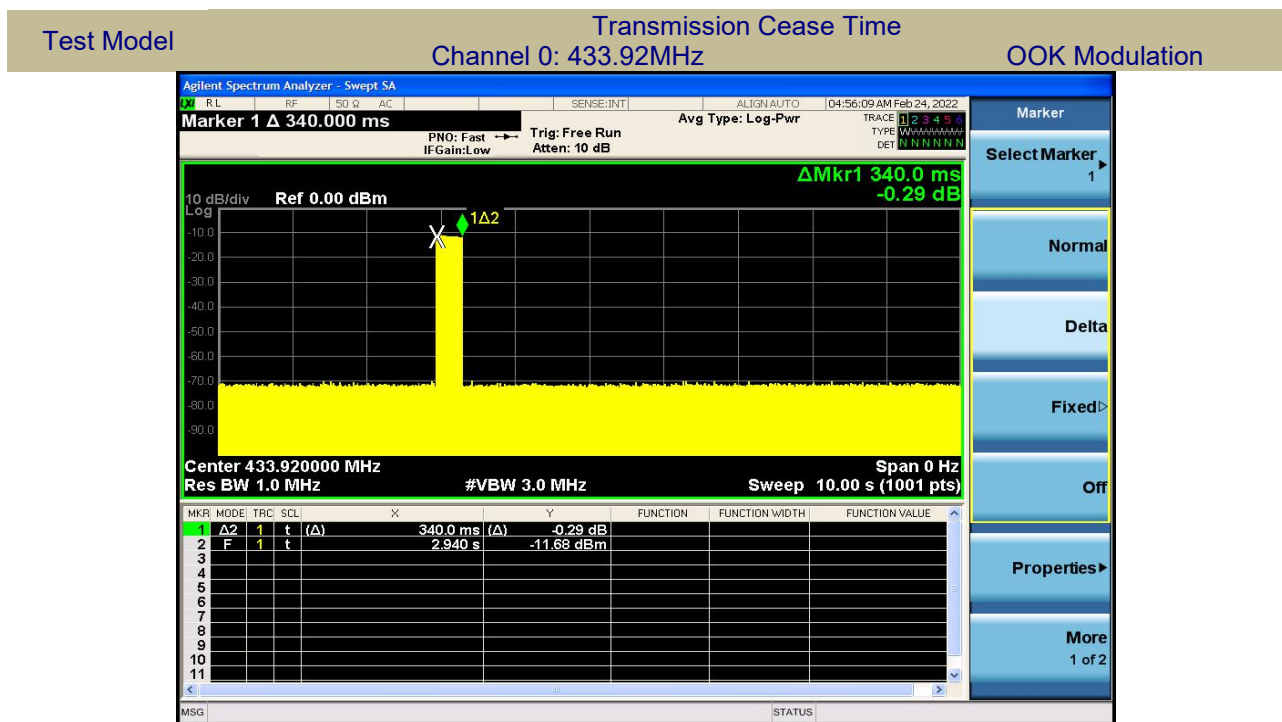 Test Model
Transmission Cease Time
Channel 0: 433.92MHz
OOK Modulation
Agilent Spectrum Analyzer - Swept SA
LXI RL RF 50 Ω AC SENSE:INT ALIGN AUTO 04:56:09 AM Feb 24, 2022
Marker 1 Δ 340.000 ms
PNO: Fast
IFGain:Low
Trig: Free Run
Atten: 10 dB
Avg Type: Log-Pwr
TRACE 1 2 3 4 5 6
TYPE WWWWWW
DET N N N N N N
ΔMkr1 340.0 ms
-0.29 dB
10 dB/div Ref 0.00 dBm
Log
1Δ2
-10.0
-20.0
-30.0
-40.0
-50.0
-60.0
-70.0
-80.0
-90.0
Center 433.920000 MHz Span 0 Hz
Res BW 1.0 MHz #VBW 3.0 MHz Sweep 10.00 s (1001 pts)
MKR MODE TRC SCL X Y FUNCTION FUNCTION WIDTH FUNCTION VALUE
1 Δ2 1 t (Δ) 340.0 ms (Δ) -0.29 dB
2 F 1 t 2.940 s -11.68 dBm
3
4
5
6
7
8
9
10
11
MSG STATUS
Marker
Select Marker
1
Normal
Delta
Fixed
Off
Properties
More
1 of 2